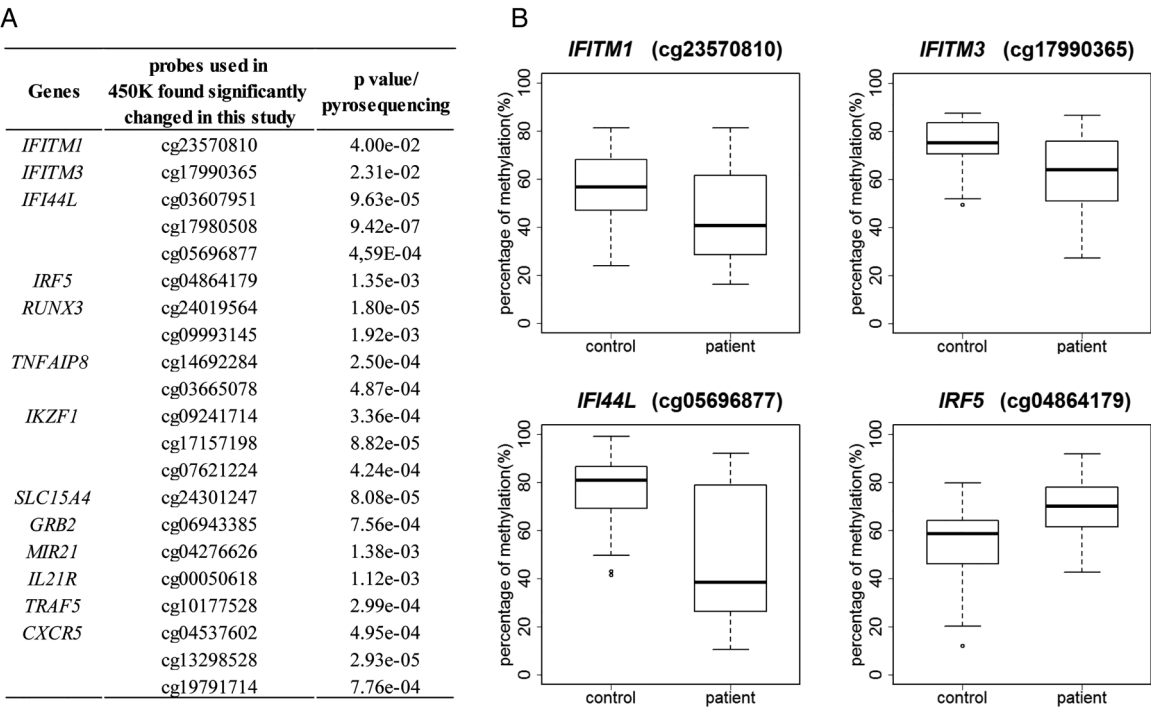 A
Genes probes used in 450K found significantly changed in this study p value/ pyrosequencing
IFITM1 cg23570810 4.00e-02
IFITM3 cg17990365 2.31e-02
IFI44L cg03607951 9.63e-05
cg17980508 9.42e-07
cg05696877 4,59E-04
IRF5 cg04864179 1.35e-03
RUNX3 cg24019564 1.80e-05
cg09993145 1.92e-03
TNFAIP8 cg14692284 2.50e-04
cg03665078 4.87e-04
IKZF1 cg09241714 3.36e-04
cg17157198 8.82e-05
cg07621224 4.24e-04
SLC15A4 cg24301247 8.08e-05
GRB2 cg06943385 7.56e-04
MIR21 cg04276626 1.38e-03
IL21R cg00050618 1.12e-03
TRAF5 cg10177528 2.99e-04
CXCR5 cg04537602 4.95e-04
cg13298528 2.93e-05
cg19791714 7.76e-04
B
IFITM1 (cg23570810)
percentage of methylation(%)
0 20 40 60 80 100
control patient
IFITM3 (cg17990365)
percentage of methylation(%)
0 20 40 60 80 100
control patient
IFI44L (cg05696877)
percentage of methylation(%)
0 20 40 60 80 100
control patient
IRF5 (cg04864179)
percentage of methylation(%)
0 20 40 60 80 100
control patient